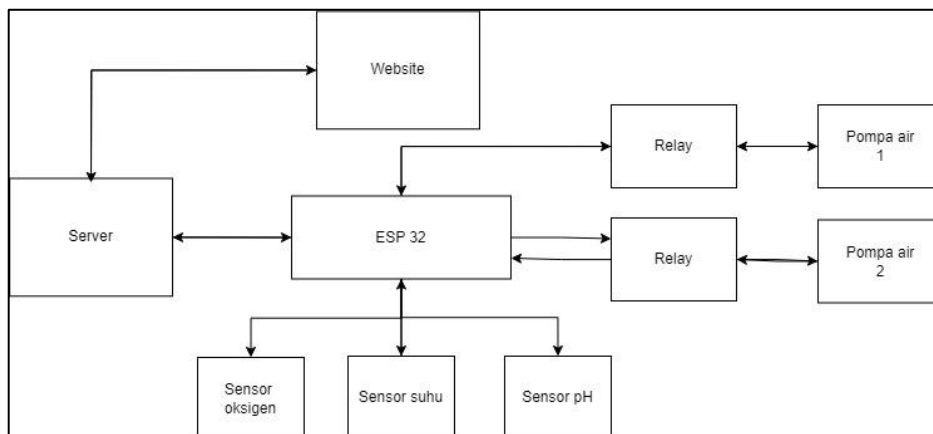 Website
Relay
Pompa air
1
Server
ESP 32
Relay
Pompa air
2
Sensor
oksigen
Sensor suhu
Sensor pH